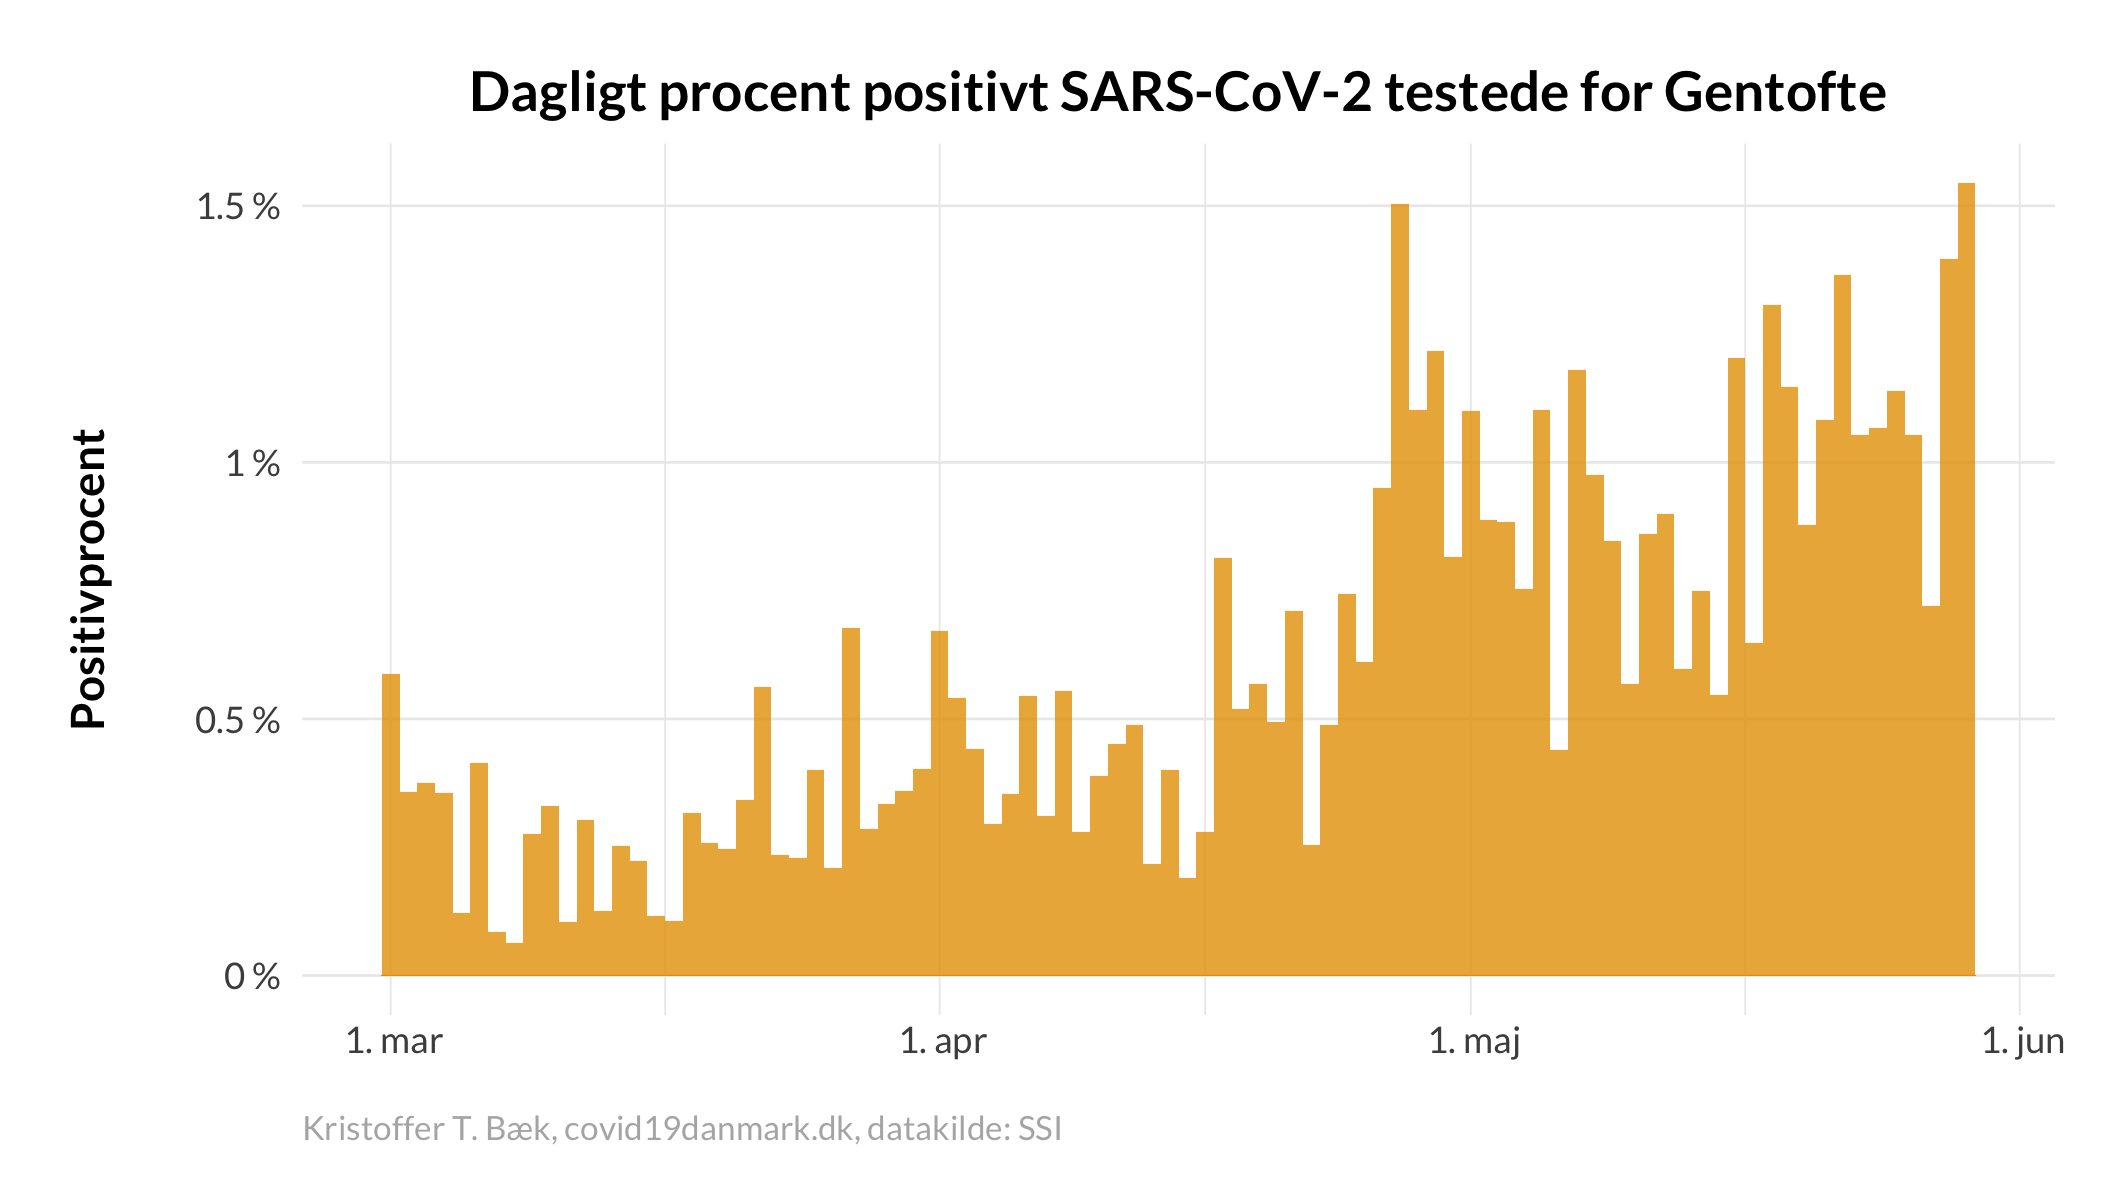 Dagligt procent positivt SARS-CoV-2 testede for Gentofte
Positivprocent
1.5 %
1 %
0.5 %
0 %
1. mar
1. apr
1. maj
1. jun
Kristoffer T. Bæk, covid19danmark.dk, datakilde: SSI